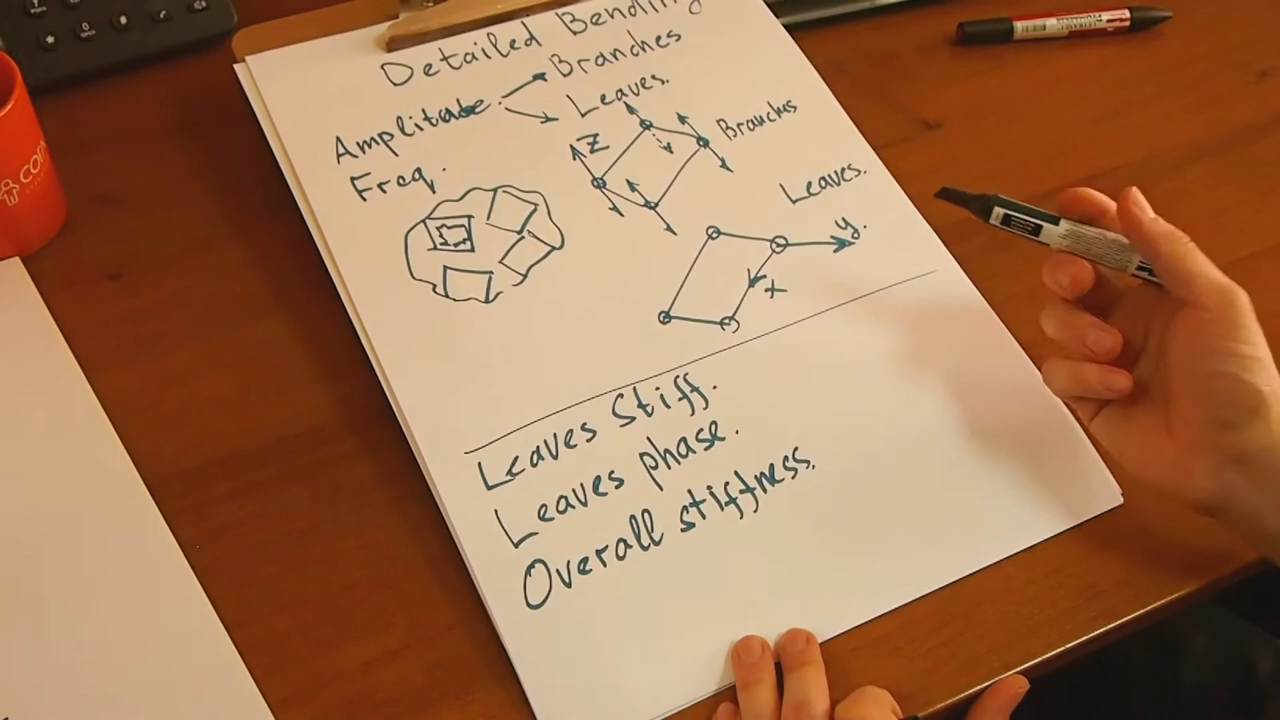 Detailed Bending
Amplitude
Branches
Leaves.
Freq.
Z
Branches
Leaves.
y.
x
Leaves Stiff.
Leaves phase.
Overall stiffness.